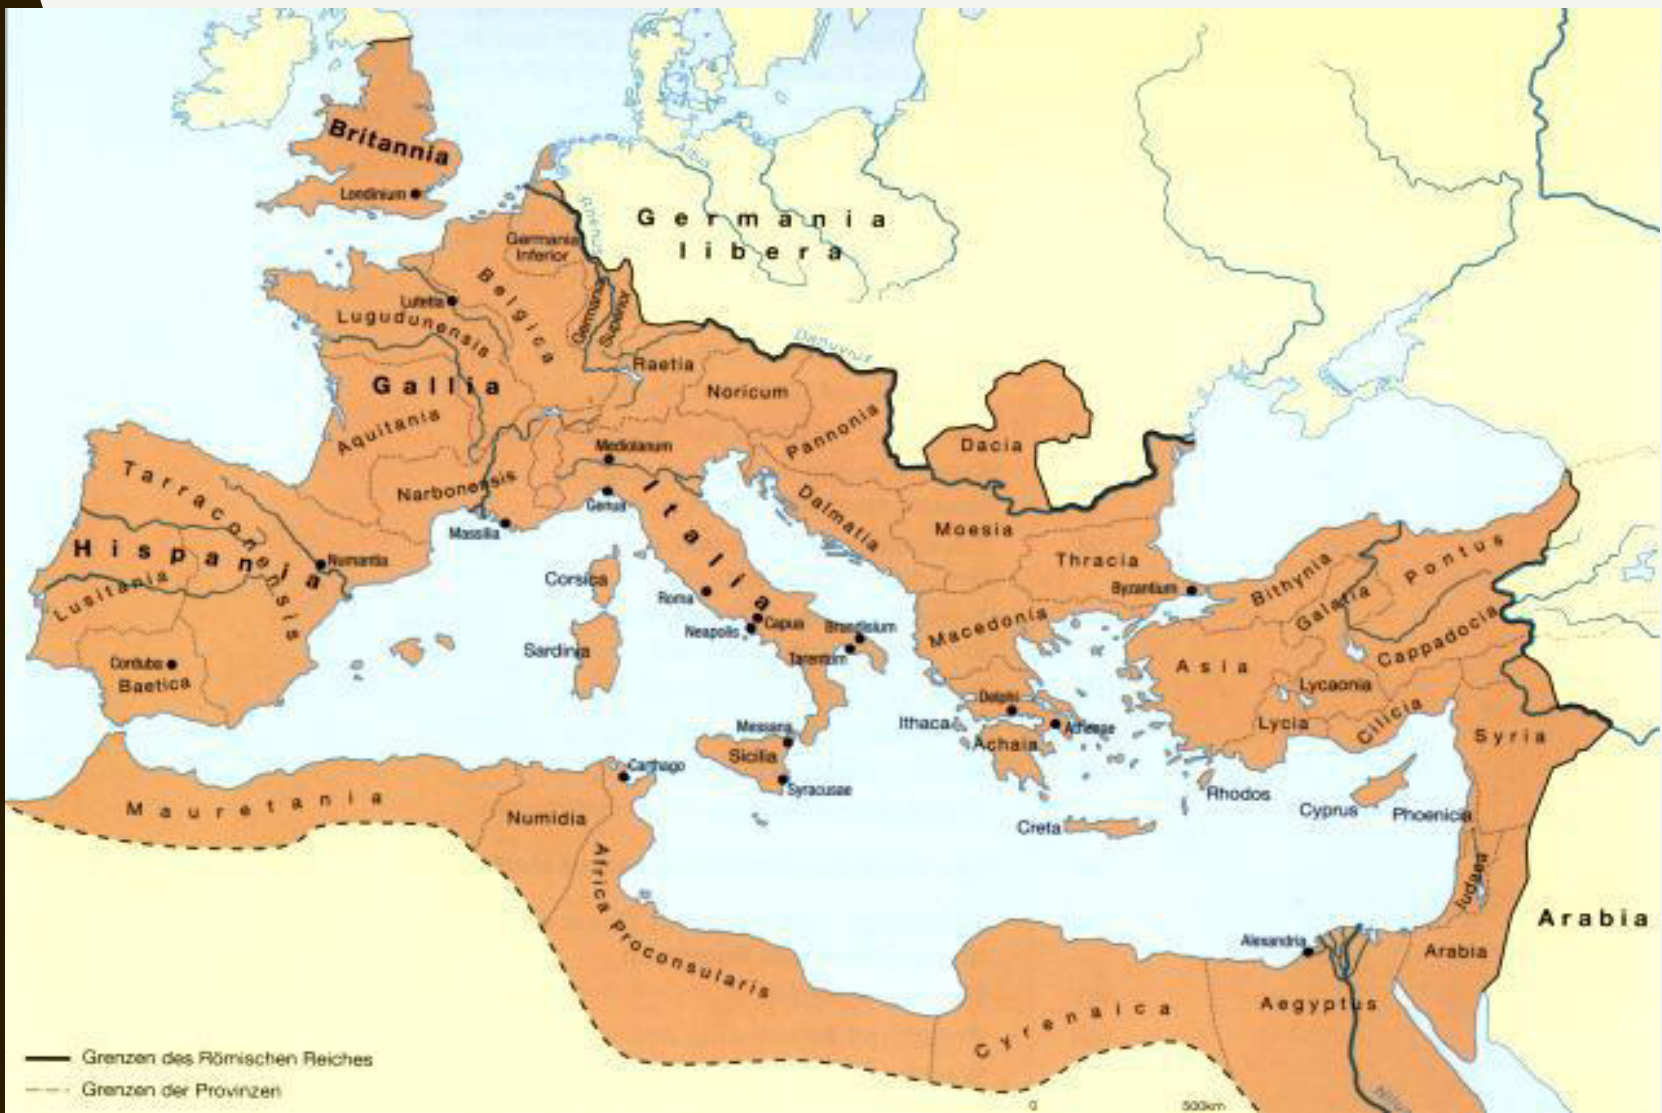 Britannia
Londinium
Albis
Rhenus
Germania
libera
Germania
Inferior
Belgica
Lutetia
Lugudunensis
Germania
Superior
Danuvius
Raetia
Noricum
Gallia
Aquitania
Pannonia
Dacia
Mediolanum
Tarraconensis
Narbonensis
Genua
Italia
Dalmatia
Massilia
Moesia
Hispania
Numantia
Thracia
Pontus
Lusitania
Corsica
Roma
Byzantium
Bithynia
Galatia
Capua
Neapolis
Brundisium
Macedonia
Cappadocia
Sardinia
Tarentum
Asia
Corduba
Baetica
Lycaonia
Delphi
Ithaca
Athenae
Lycia
Cilicia
Syria
Messana
Achaia
Sicilia
Carthago
Syracusae
Rhodos
Cyprus
Phoenicia
Mauretania
Numidia
Creta
Iudaea
Africa Proconsularis
Arabia
Alexandria
Arabia
Aegyptus
Cyrenaica
Grenzen des Römischen Reiches
Grenzen der Provinzen
0
500km